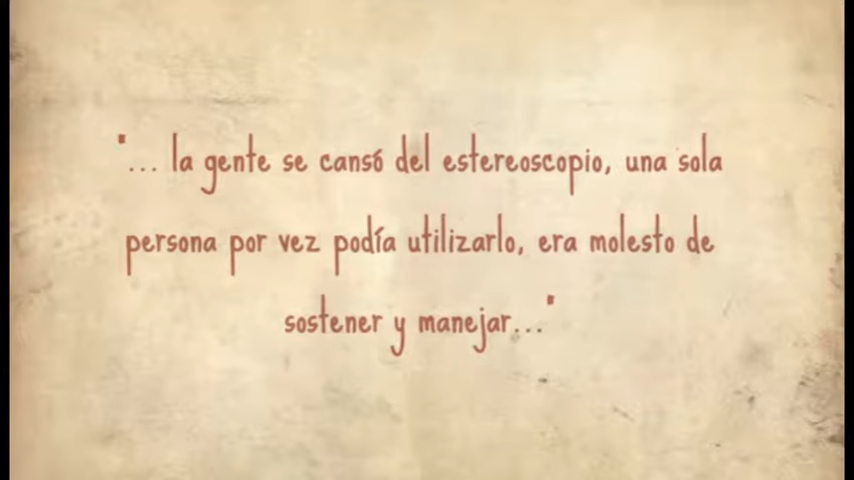 "... la gente se cansó del estereoscopio, una sola
persona por vez podía utilizarlo, era molesto de
sostener y manejar..."